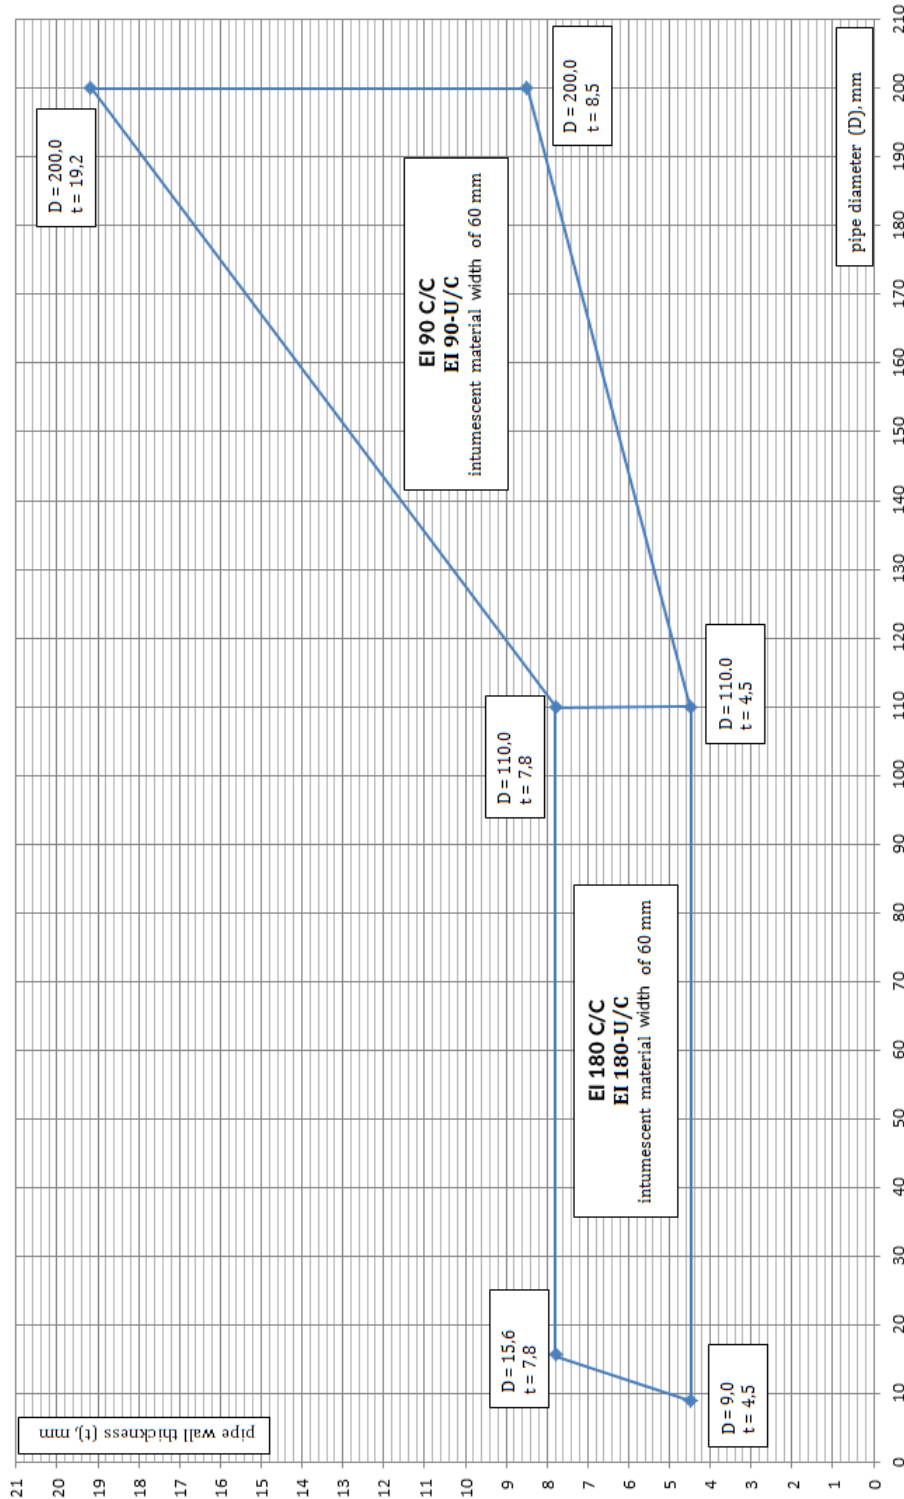 pipe wall thickness (t), mm
21
20
19
18
17
16
15
14
13
12
11
10
9
8
7
6
5
4
3
2
1
0
D = 200,0
t = 19,2
D = 200,0
t = 8,5
EI 90 C/C
EI 90-U/C
intumescent material width of 60 mm
D = 110,0
t = 7,8
D = 110.0
t = 4,5
EI 180 C/C
EI 180-U/C
intumescent material width of 60 mm
D = 15,6
t = 7,8
D = 9,0
t = 4,5
0
10
20
30
40
50
60
70
80
90
100
110
120
130
140
150
160
170
180
190
200
210
pipe diameter (D), mm